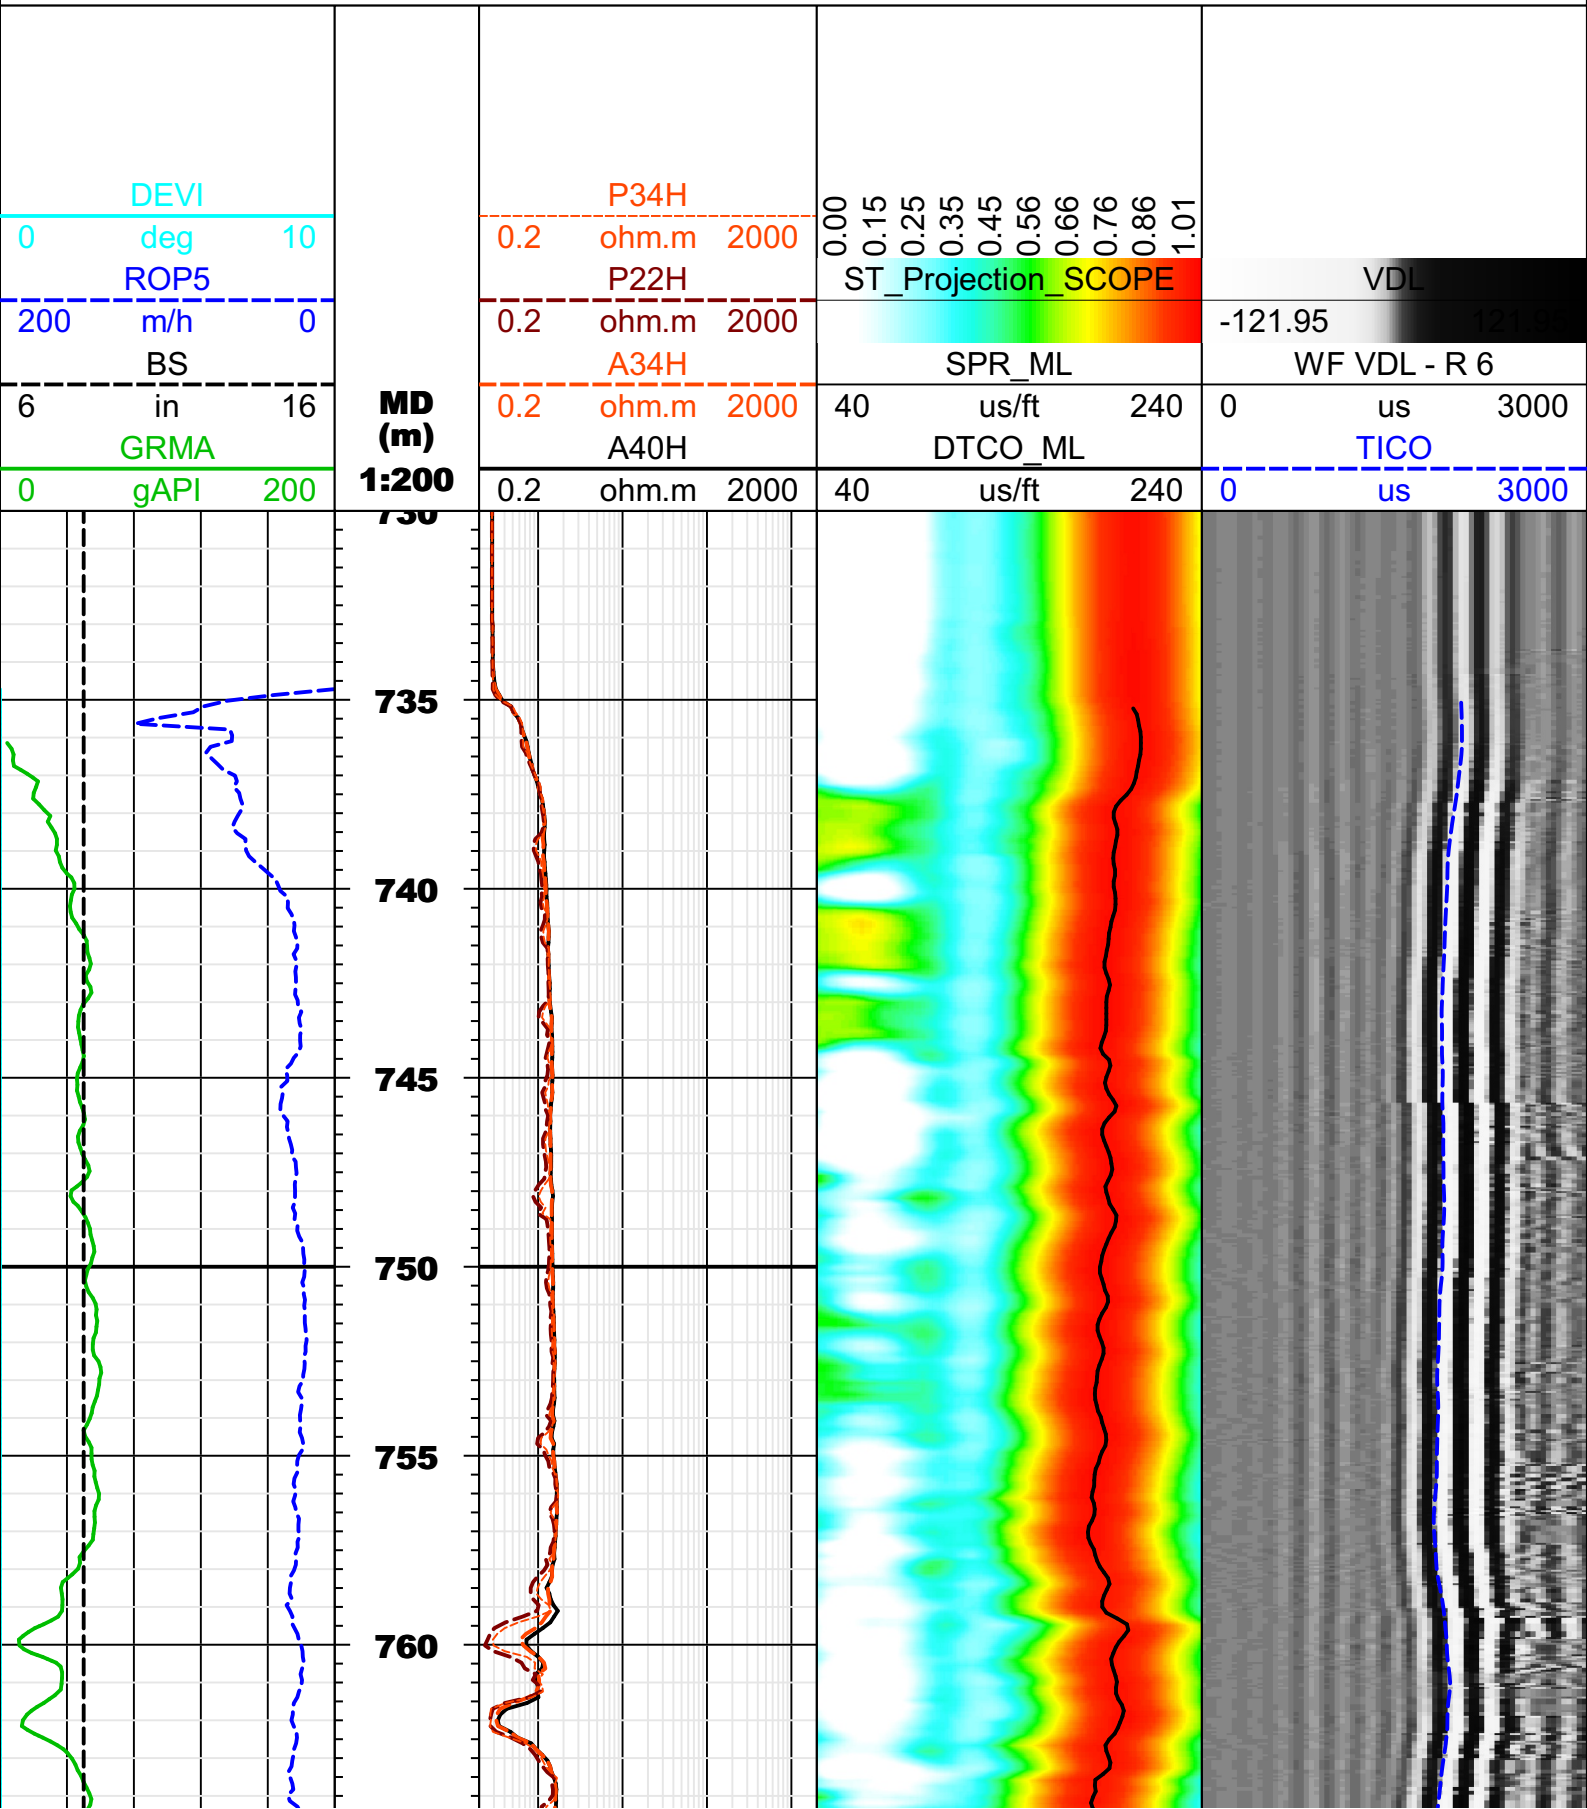 DEVI
0 deg 10
ROP5
200 m/h 0
BS
6 in 16
GRMA
0 gAPI 200
MD
(m)
1:200
P34H
0.2 ohm.m 2000
P22H
0.2 ohm.m 2000
A34H
0.2 ohm.m 2000
A40H
0.2 ohm.m 2000
0.00 0.15 0.25 0.35 0.45 0.56 0.66 0.76 0.86 1.01
ST_Projection_SCOPE
SPR_ML
40 us/ft 240
DTCO_ML
40 us/ft 240
VDL
-121.95 121.95
WF VDL - R 6
0 us 3000
TICO
0 us 3000
730
735
740
745
750
755
760